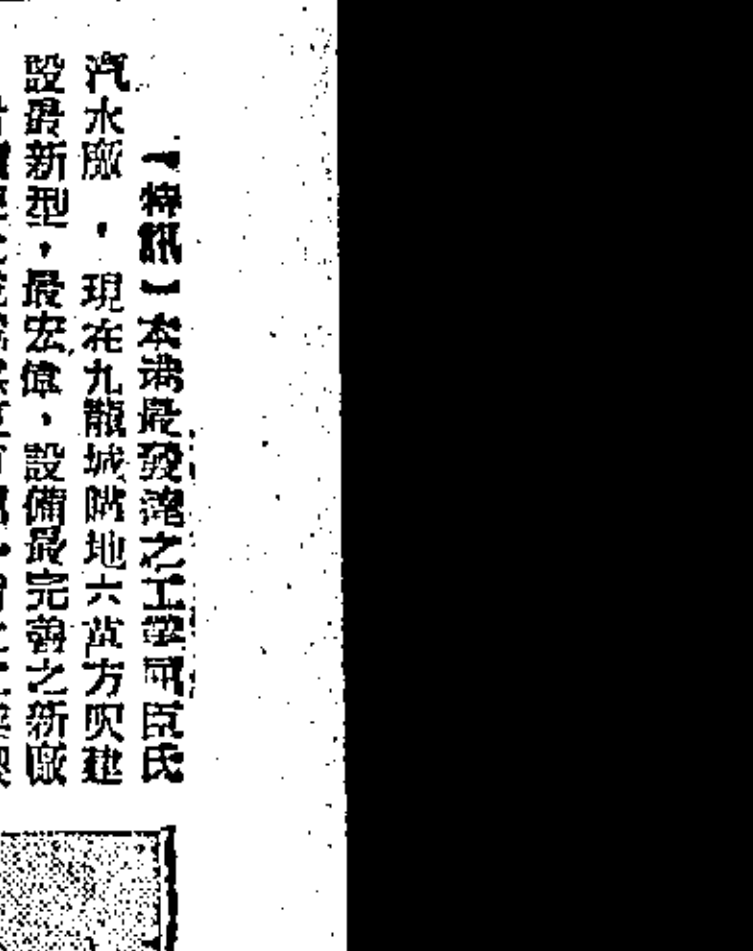 【特訊】本港最發達之工業屈臣氏
汽水廠，現在九龍城購地六萬方呎建
設最新型，最宏偉，設備最完善之新廠